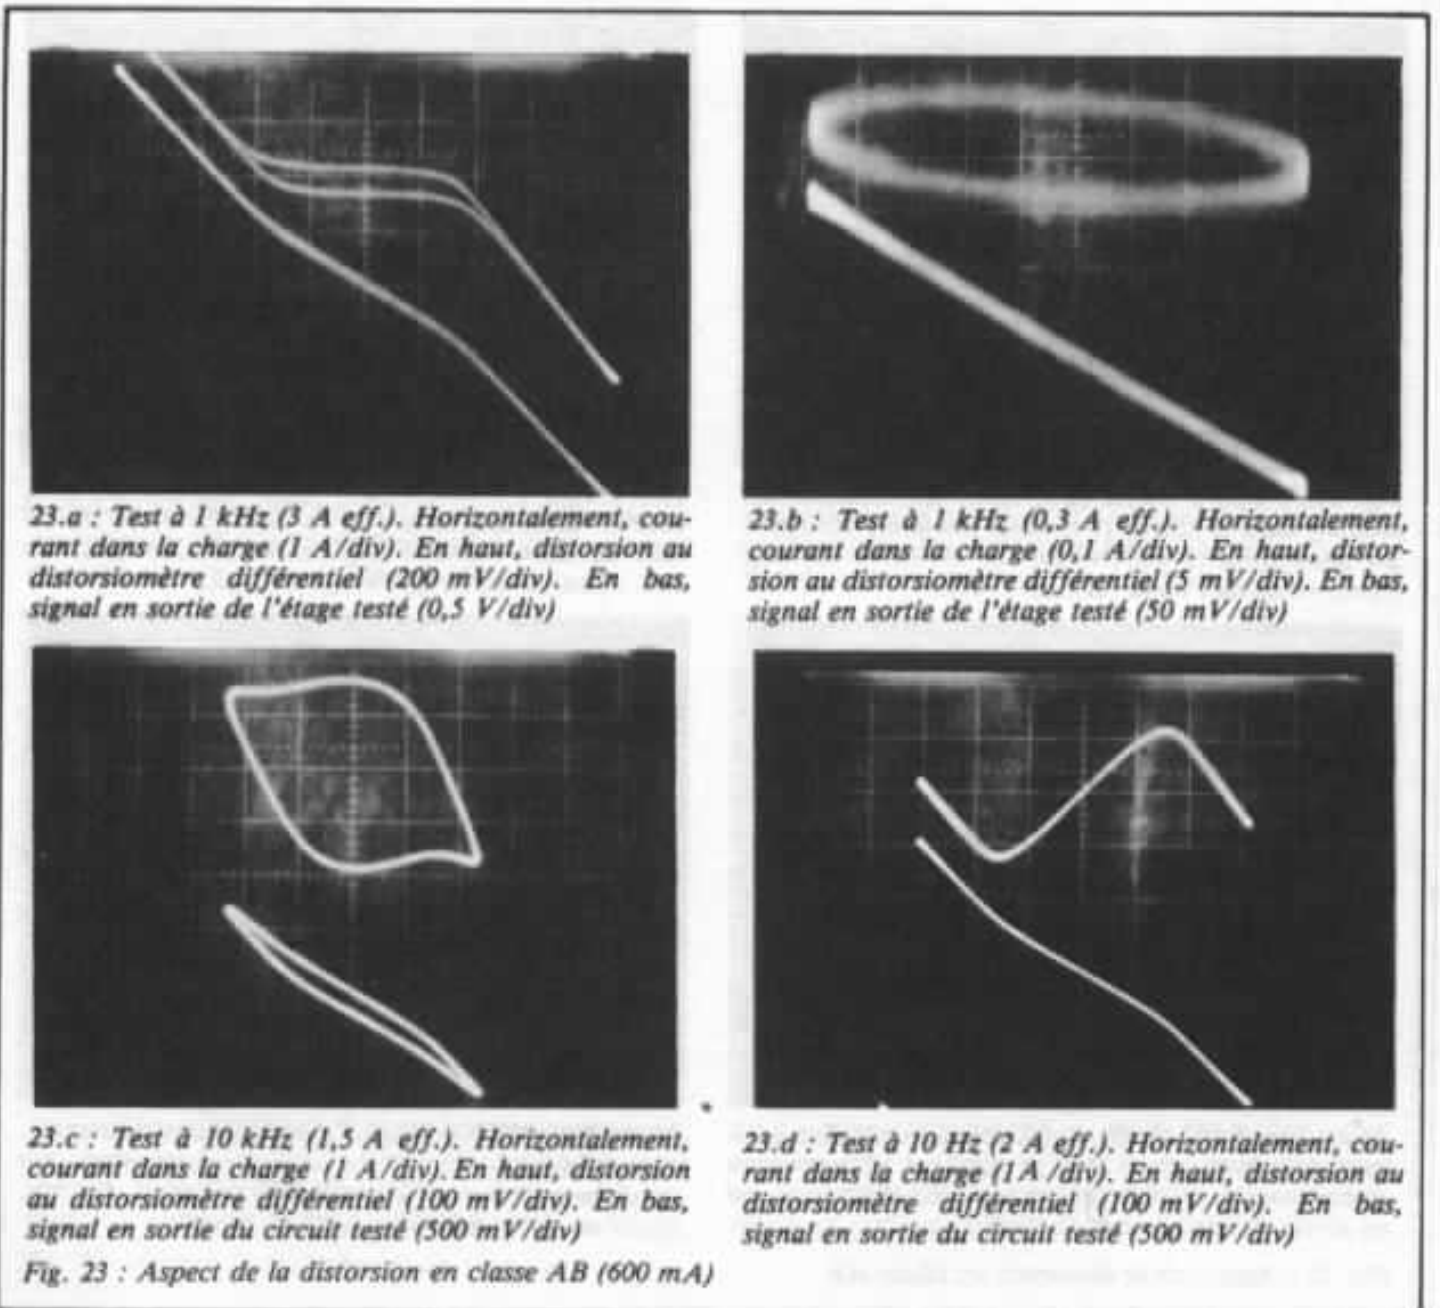 23.a : Test à 1 kHz (3 A eff.). Horizontalement, cou-
rant dans la charge (1 A/div). En haut, distorsion au
distorsiomètre différentiel (200 mV/div). En bas,
signal en sortie de l'étage testé (0,5 V/div)
23.b : Test à 1 kHz (0,3 A eff.). Horizontalement,
courant dans la charge (0,1 A/div). En haut, distor-
sion au distorsiomètre différentiel (5 mV/div). En bas,
signal en sortie de l'étage testé (50 mV/div)
23.c : Test à 10 kHz (1,5 A eff.). Horizontalement,
courant dans la charge (1 A/div). En haut, distorsion
au distorsiomètre différentiel (100 mV/div). En bas,
signal en sortie du circuit testé (500 mV/div)
23.d : Test à 10 Hz (2 A eff.). Horizontalement, cou-
rant dans la charge (1 A /div). En haut, distorsion au
distorsiomètre différentiel (100 mV/div). En bas,
signal en sortie du circuit testé (500 mV/div)
Fig. 23 : Aspect de la distorsion en classe AB (600 mA)